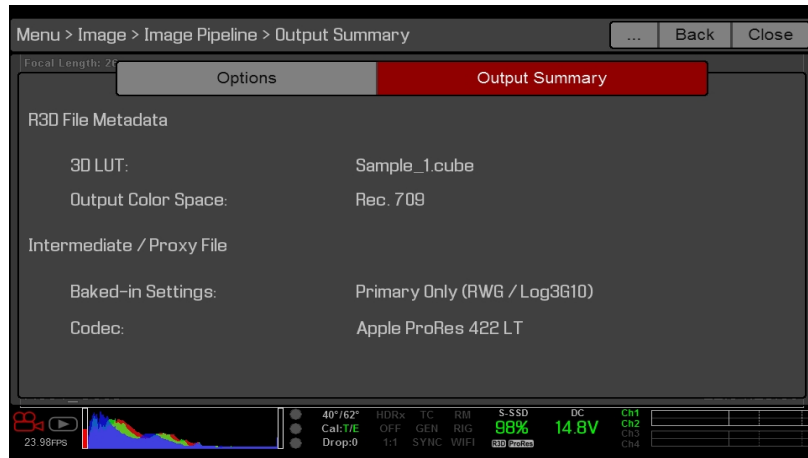 Menu > Image > Image Pipeline > Output Summary ... Back Close
Focal Length:
Options Output Summary
R3D File Metadata
3D LUT: Sample_1.cube
Output Color Space: Rec. 709
Intermediate / Proxy File
Baked-in Settings: Primary Only (RWG / Log3G10)
Codec: Apple ProRes 422 LT
40°/62° HDRx TC RM S-SSD DC Ch1
Cal:T/E OFF GEN RIG 98% 14.8V Ch2
23.98FPS Drop:0 1:1 SYNC WIFI R3D ProRes Ch3
Ch4